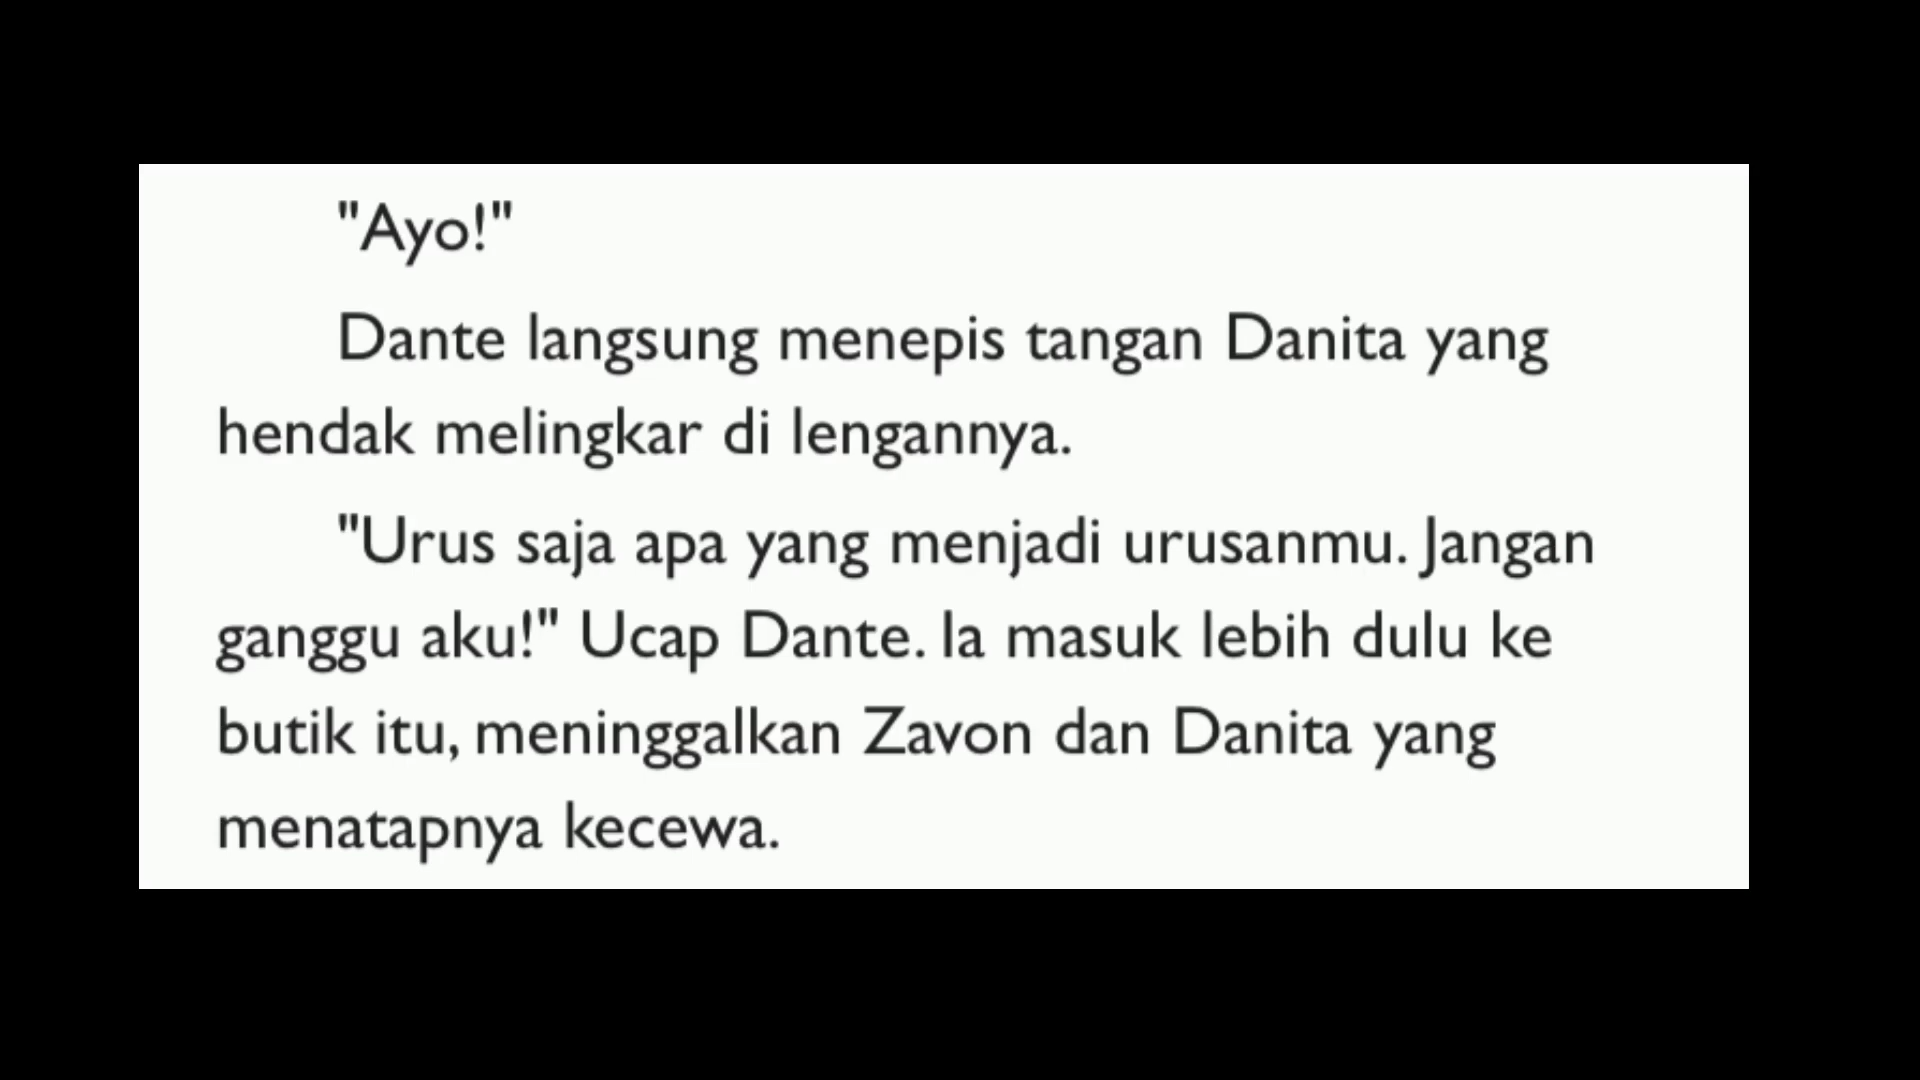 "Ayo!"
Dante langsung menepis tangan Danita yang
hendak melingkar di lengannya.
"Urus saja apa yang menjadi urusanmu. Jangan
ganggu aku!" Ucap Dante. Ia masuk lebih dulu ke
butik itu, meninggalkan Zavon dan Danita yang
menatapnya kecewa.